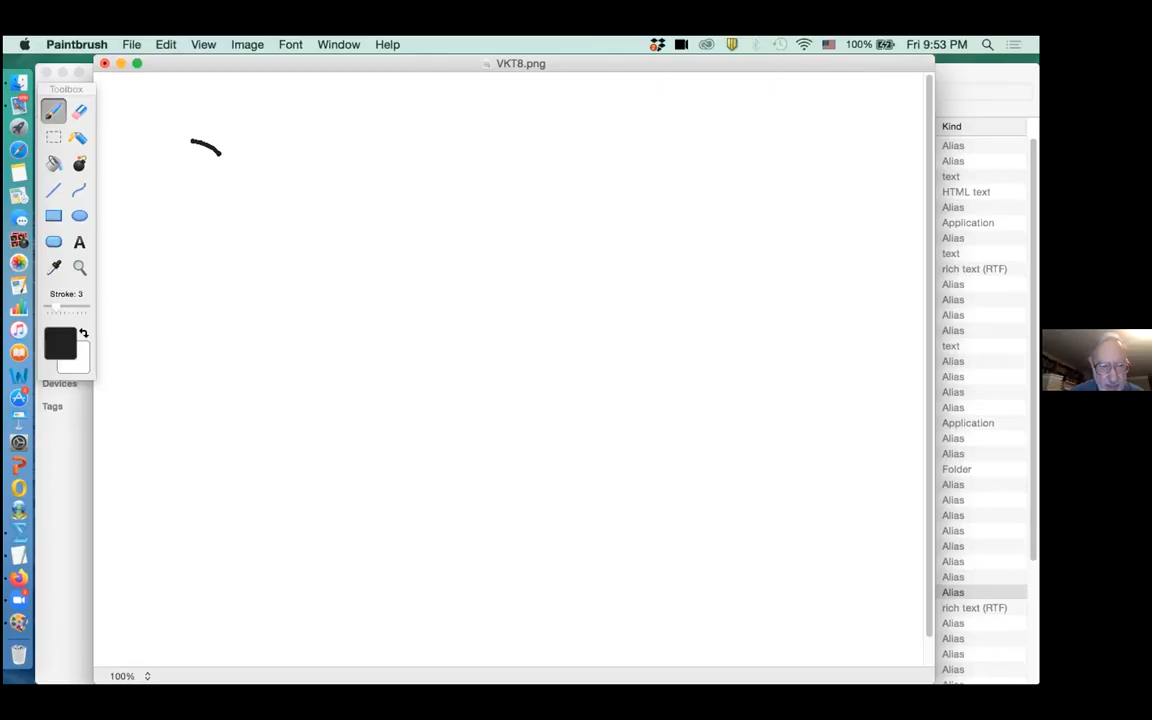 Paintbrush File Edit View Image Font Window Help 100% Fri 9:53 PM
VKT8.png
Toolbox
Kind
Alias
Alias
text
HTML text
Alias
Application
Alias
text
rich text (RTF)
Alias
Alias
Alias
Alias
text
Alias
Alias
Alias
Alias
Application
Alias
Alias
Folder
Alias
Alias
Alias
Alias
Alias
Alias
Alias
Alias
rich text (RTF)
Alias
Alias
Alias
Alias
A
Stroke: 3
Devices
Tags
100%